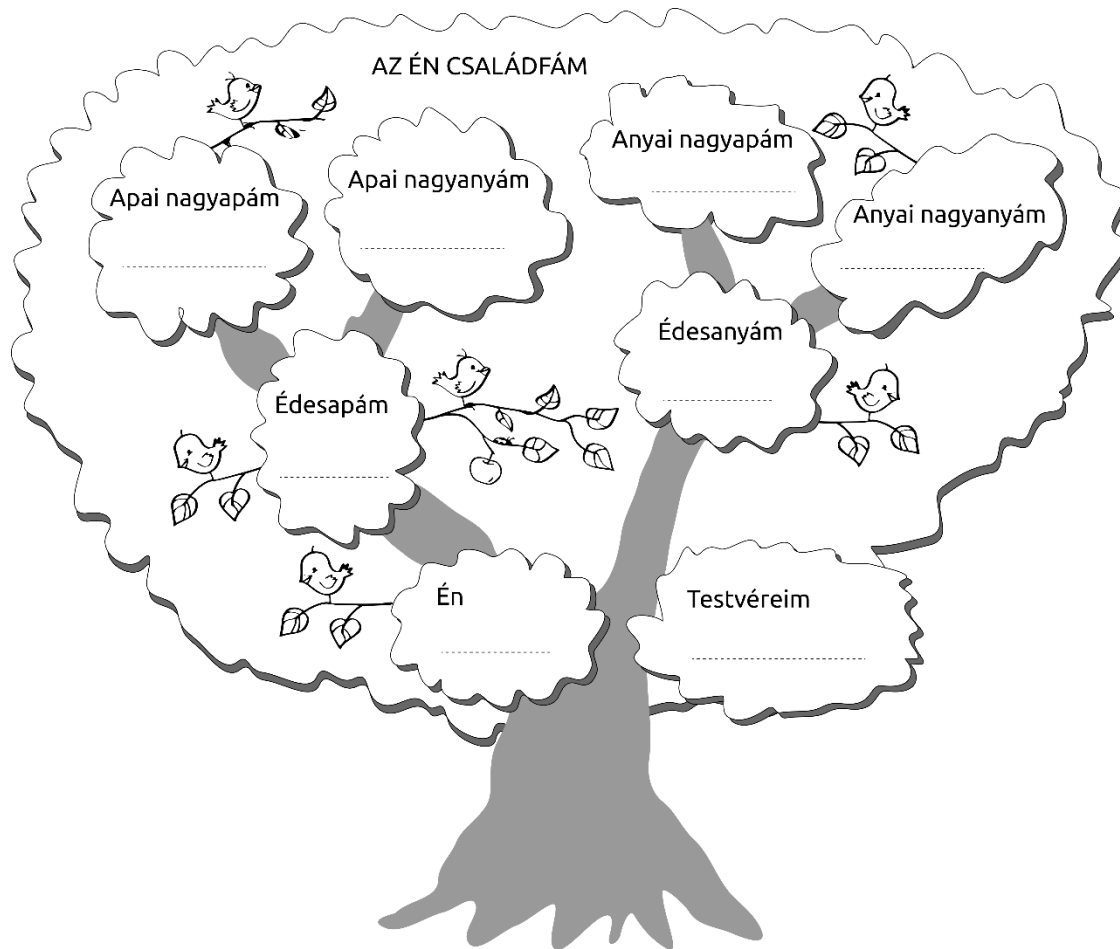 AZ ÉN CSALÁDFÁM
Apai nagyapám
Apai nagyanyám
Anyai nagyapám
Anyai nagyanyám
Édesapám
Édesanyám
Én
Testvéreim